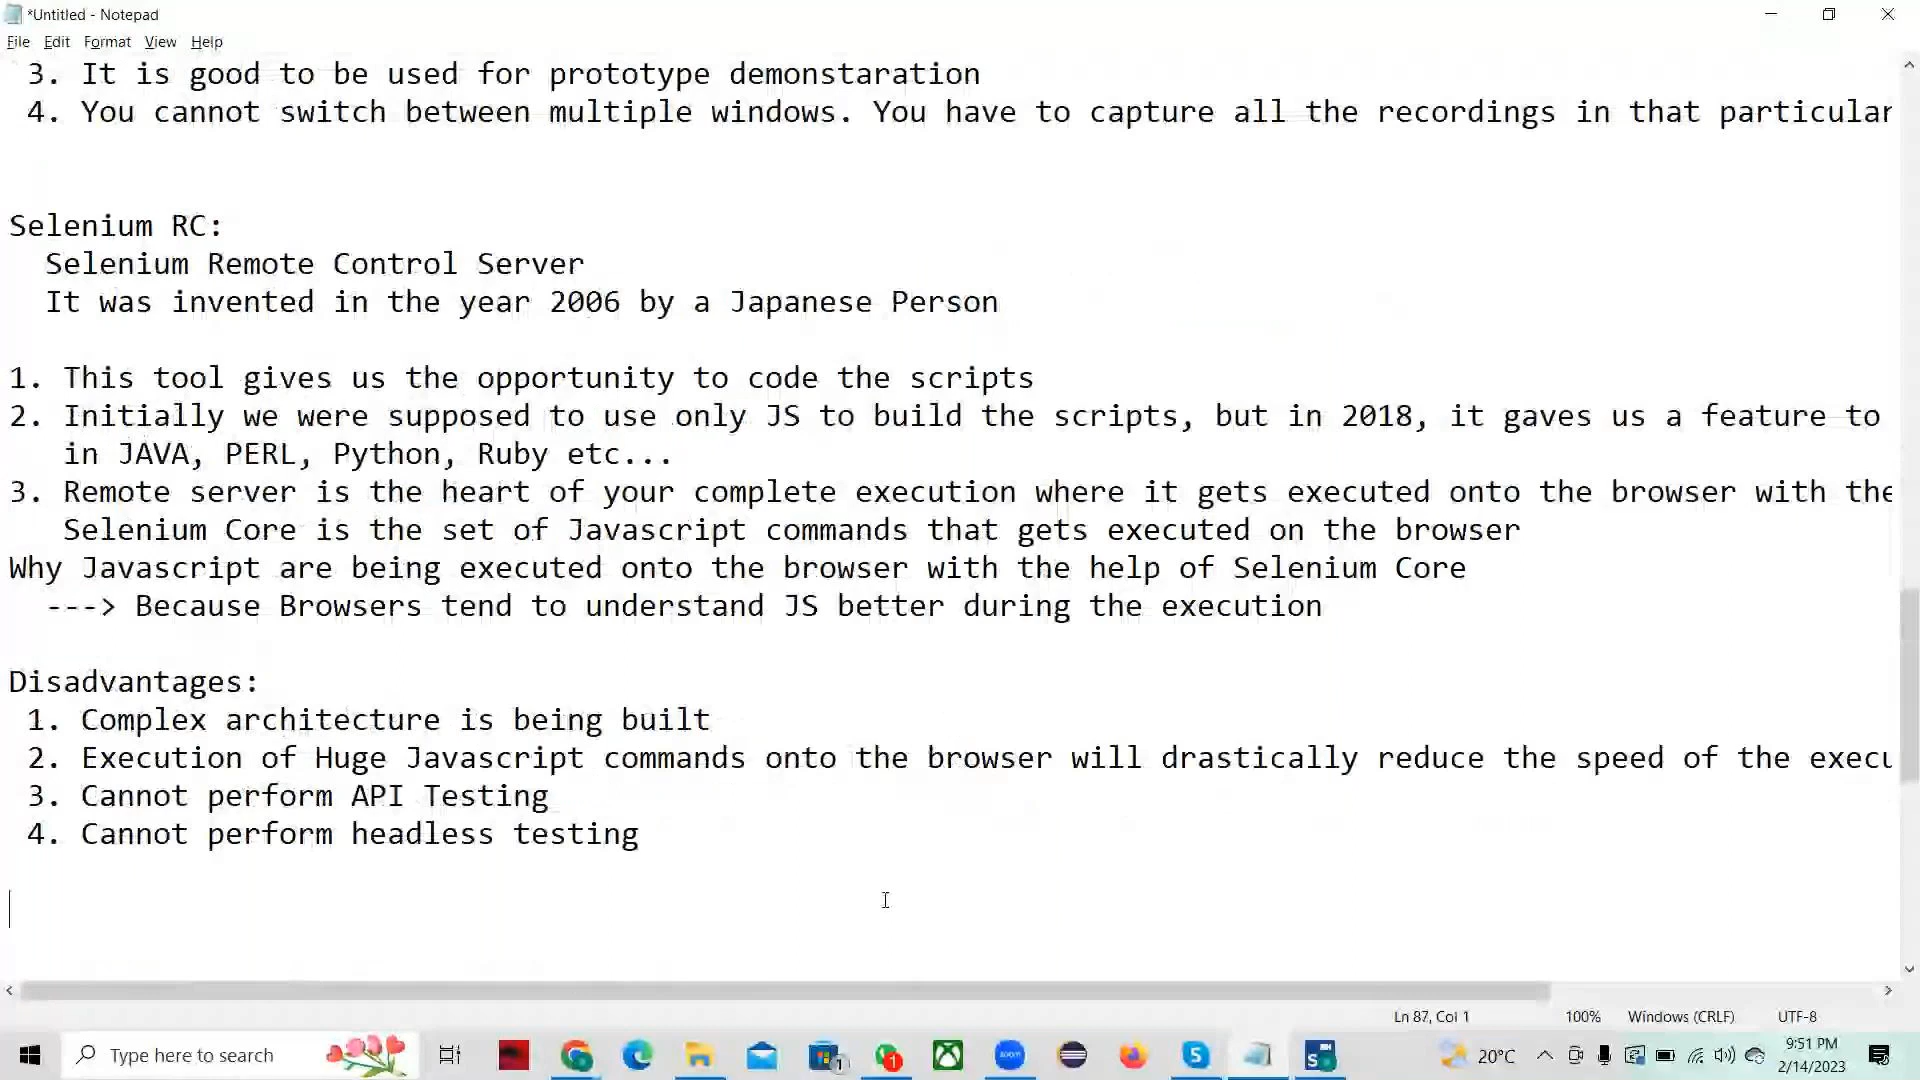 *Untitled - Notepad
File Edit Format View Help
3. It is good to be used for prototype demonstaration
4. You cannot switch between multiple windows. You have to capture all the recordings in that particular
Selenium RC:
Selenium Remote Control Server
It was invented in the year 2006 by a Japanese Person
1. This tool gives us the opportunity to code the scripts
2. Initially we were supposed to use only JS to build the scripts, but in 2018, it gaves us a feature to
in JAVA, PERL, Python, Ruby etc...
3. Remote server is the heart of your complete execution where it gets executed onto the browser with the
Selenium Core is the set of Javascript commands that gets executed on the browser
Why Javascript are being executed onto the browser with the help of Selenium Core
---> Because Browsers tend to understand JS better during the execution
Disadvantages:
1. Complex architecture is being built
2. Execution of Huge Javascript commands onto the browser will drastically reduce the speed of the execu
3. Cannot perform API Testing
4. Cannot perform headless testing
Ln 87, Col 1 100% Windows (CRLF) UTF-8
Type here to search 1 1 zoom S S 20°C 9:51 PM
2/14/2023